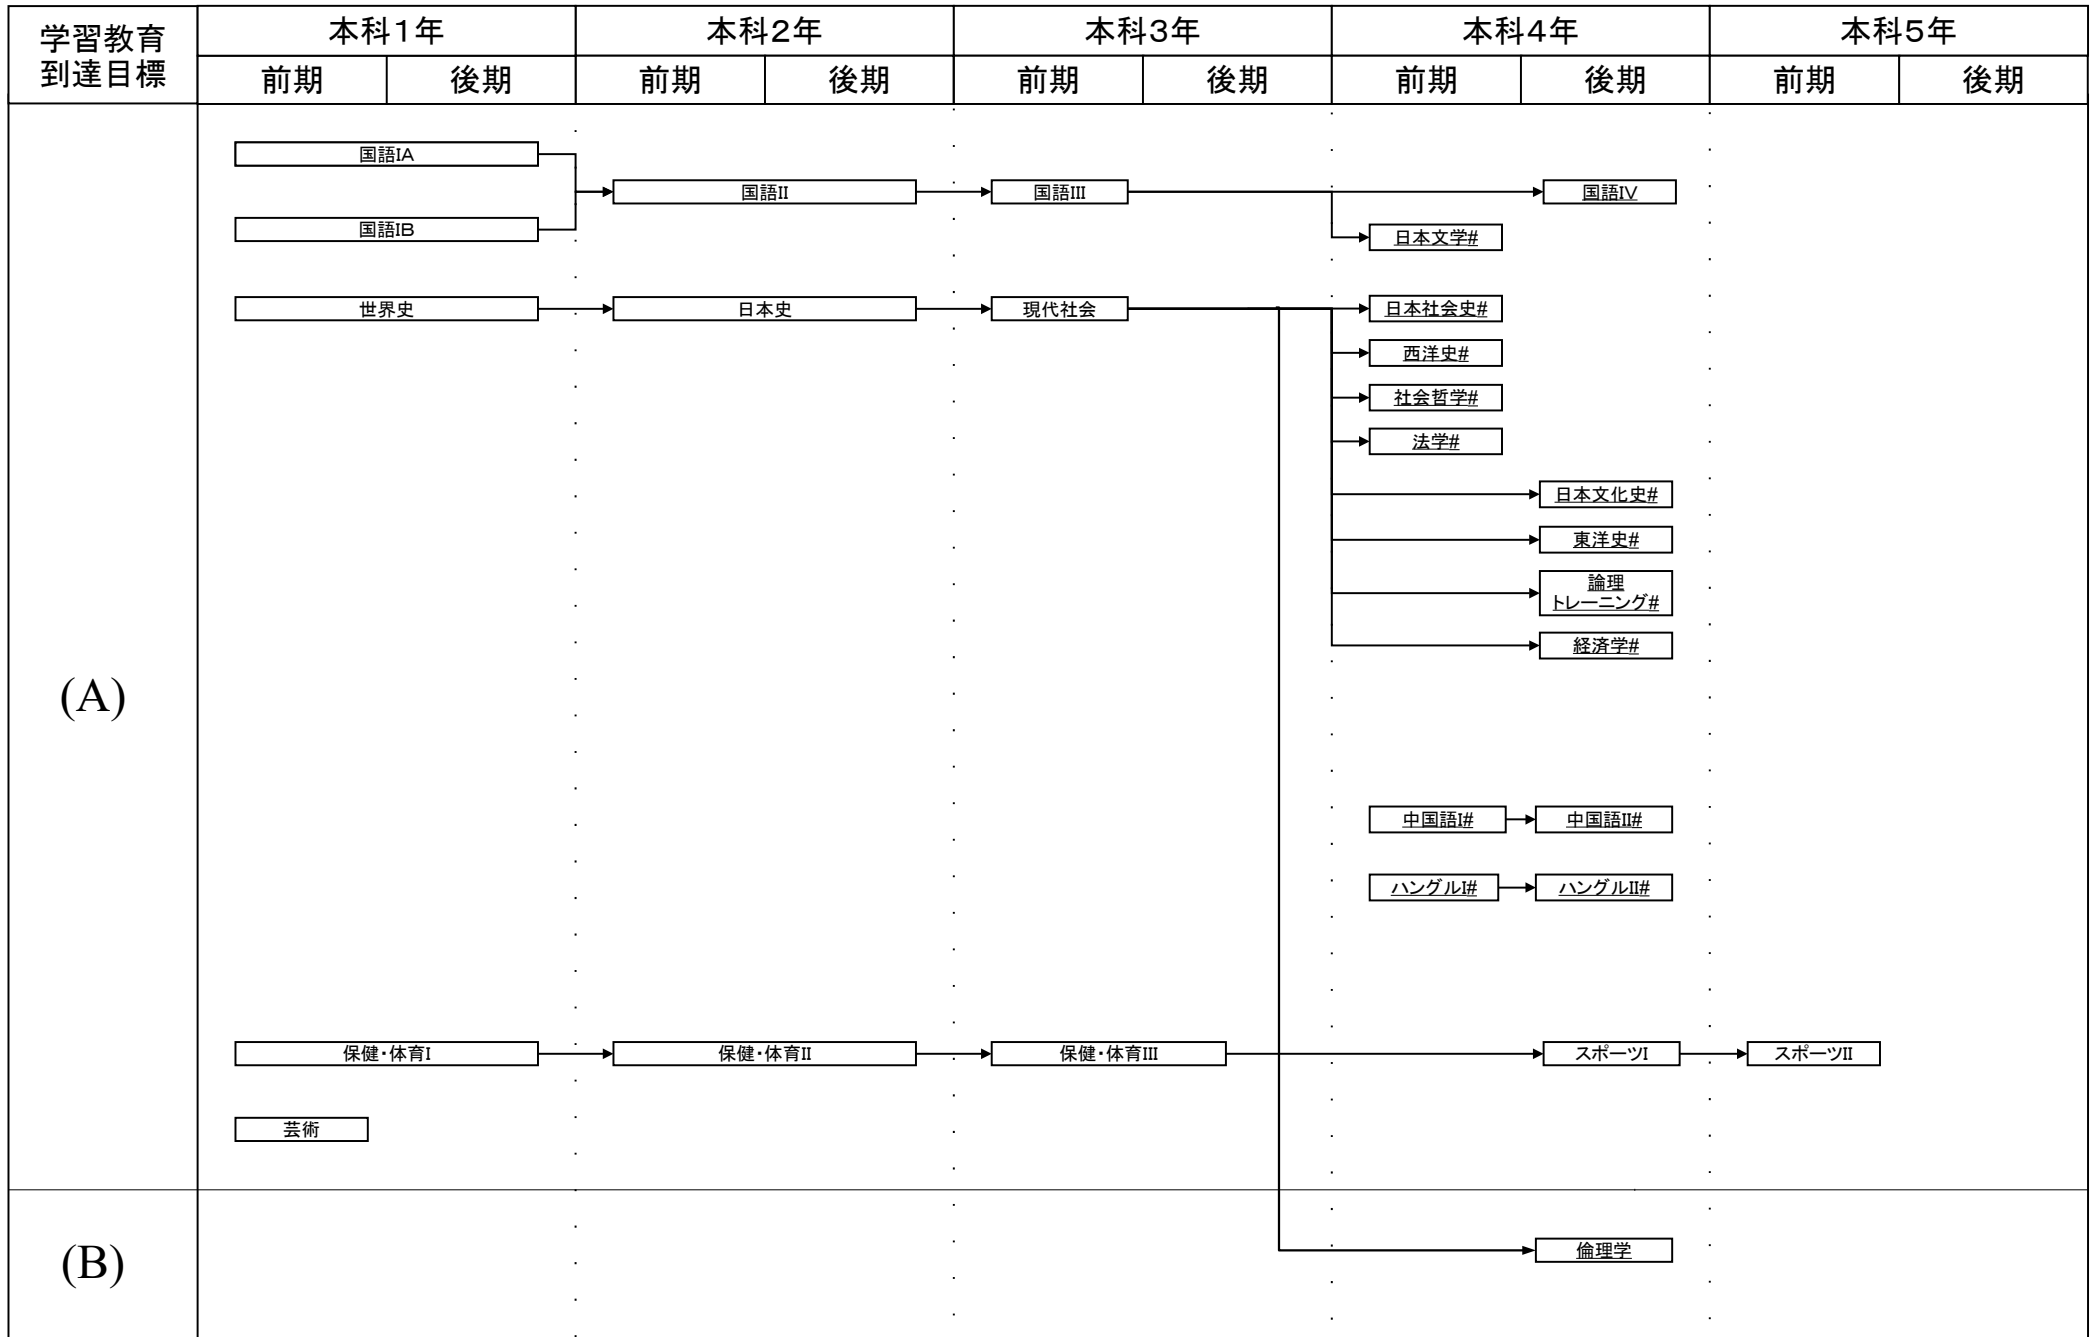 学習教育
到達目標
本科1年
本科2年
本科3年
本科4年
本科5年
前期
後期
前期
後期
前期
後期
前期
後期
前期
後期
国語IA
国語II
国語III
国語IV
国語IB
日本文学#
世界史
日本史
現代社会
日本社会史#
西洋史#
社会哲学#
法学#
日本文化史#
東洋史#
論理
トレーニング#
経済学#
(A)
中国語I#
中国語II#
ハングルI#
ハングルII#
保健・体育I
保健・体育II
保健・体育III
スポーツI
スポーツII
芸術
(B)
倫理学